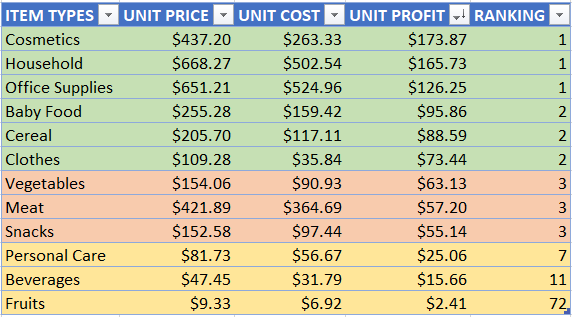 ITEM TYPES UNIT PRICE UNIT COST UNIT PROFIT RANKING
Cosmetics $437.20 $263.33 $173.87 1
Household $668.27 $502.54 $165.73 1
Office Supplies $651.21 $524.96 $126.25 1
Baby Food $255.28 $159.42 $95.86 2
Cereal $205.70 $117.11 $88.59 2
Clothes $109.28 $35.84 $73.44 2
Vegetables $154.06 $90.93 $63.13 3
Meat $421.89 $364.69 $57.20 3
Snacks $152.58 $97.44 $55.14 3
Personal Care $81.73 $56.67 $25.06 7
Beverages $47.45 $31.79 $15.66 11
Fruits $9.33 $6.92 $2.41 72